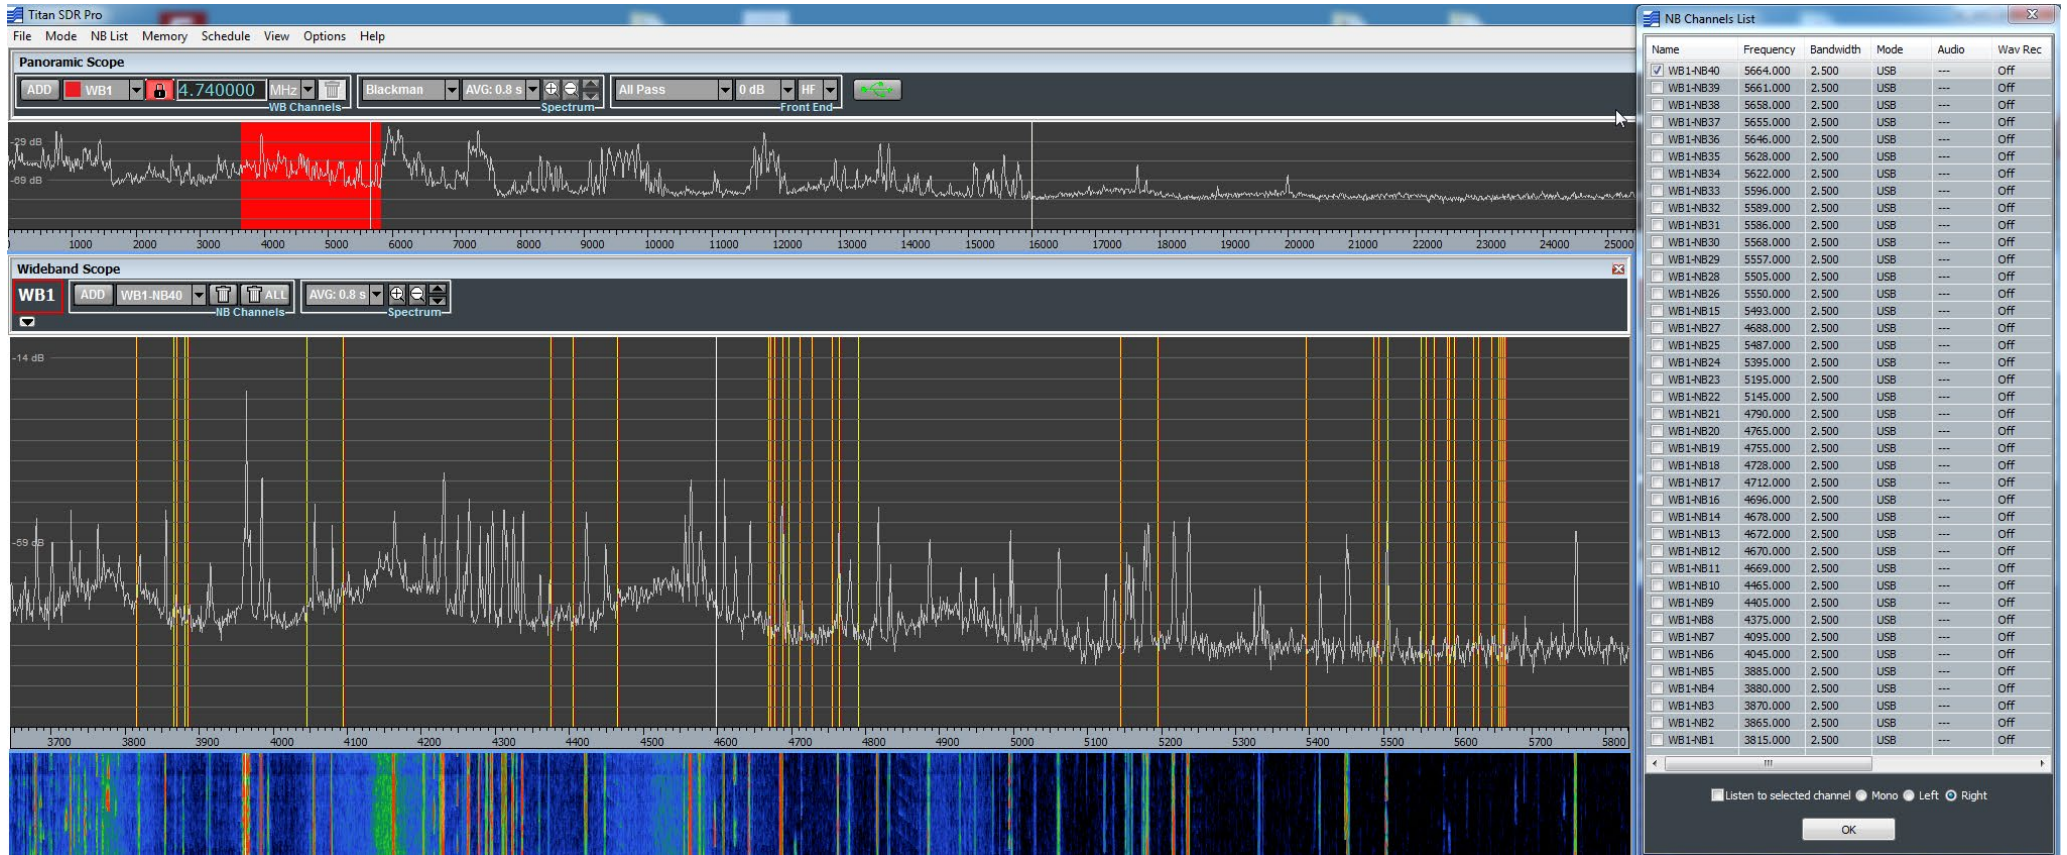 Titan SDR Pro
File Mode NB List Memory Schedule View Options Help
Panoramic Scope
ADD WB1 4.740000 MHz Blackman AVG: 0.8 s All Pass 0 dB HF
WB Channels Spectrum Front End
-29 dB
-69 dB
1000 2000 3000 4000 5000 6000 7000 8000 9000 10000 11000 12000 13000 14000 15000 16000 17000 18000 19000 20000 21000 22000 23000 24000 25000
Wideband Scope
WB1 ADD WB1-NB40 ALL AVG: 0.8 s
NB Channels Spectrum
-14 dB
-59 dB
3700 3800 3900 4000 4100 4200 4300 4400 4500 4600 4700 4800 4900 5000 5100 5200 5300 5400 5500 5600 5700 5800
NB Channels List
Name Frequency Bandwidth Mode Audio Wav Rec
WB1-NB40 5664.000 2.500 USB --- Off
WB1-NB39 5661.000 2.500 USB --- Off
WB1-NB38 5658.000 2.500 USB --- Off
WB1-NB37 5655.000 2.500 USB --- Off
WB1-NB36 5646.000 2.500 USB --- Off
WB1-NB35 5628.000 2.500 USB --- Off
WB1-NB34 5622.000 2.500 USB --- Off
WB1-NB33 5596.000 2.500 USB --- Off
WB1-NB32 5589.000 2.500 USB --- Off
WB1-NB31 5586.000 2.500 USB --- Off
WB1-NB30 5568.000 2.500 USB --- Off
WB1-NB29 5557.000 2.500 USB --- Off
WB1-NB28 5505.000 2.500 USB --- Off
WB1-NB26 5550.000 2.500 USB --- Off
WB1-NB15 5493.000 2.500 USB --- Off
WB1-NB27 4688.000 2.500 USB --- Off
WB1-NB25 5487.000 2.500 USB --- Off
WB1-NB24 5395.000 2.500 USB --- Off
WB1-NB23 5195.000 2.500 USB --- Off
WB1-NB22 5145.000 2.500 USB --- Off
WB1-NB21 4790.000 2.500 USB --- Off
WB1-NB20 4765.000 2.500 USB --- Off
WB1-NB19 4755.000 2.500 USB --- Off
WB1-NB18 4728.000 2.500 USB --- Off
WB1-NB17 4712.000 2.500 USB --- Off
WB1-NB16 4696.000 2.500 USB --- Off
WB1-NB14 4678.000 2.500 USB --- Off
WB1-NB13 4672.000 2.500 USB --- Off
WB1-NB12 4670.000 2.500 USB --- Off
WB1-NB11 4669.000 2.500 USB --- Off
WB1-NB10 4465.000 2.500 USB --- Off
WB1-NB9 4405.000 2.500 USB --- Off
WB1-NB8 4375.000 2.500 USB --- Off
WB1-NB7 4095.000 2.500 USB --- Off
WB1-NB6 4045.000 2.500 USB --- Off
WB1-NB5 3885.000 2.500 USB --- Off
WB1-NB4 3880.000 2.500 USB --- Off
WB1-NB3 3870.000 2.500 USB --- Off
WB1-NB2 3865.000 2.500 USB --- Off
WB1-NB1 3815.000 2.500 USB --- Off
Listen to selected channel Mono Left Right
OK